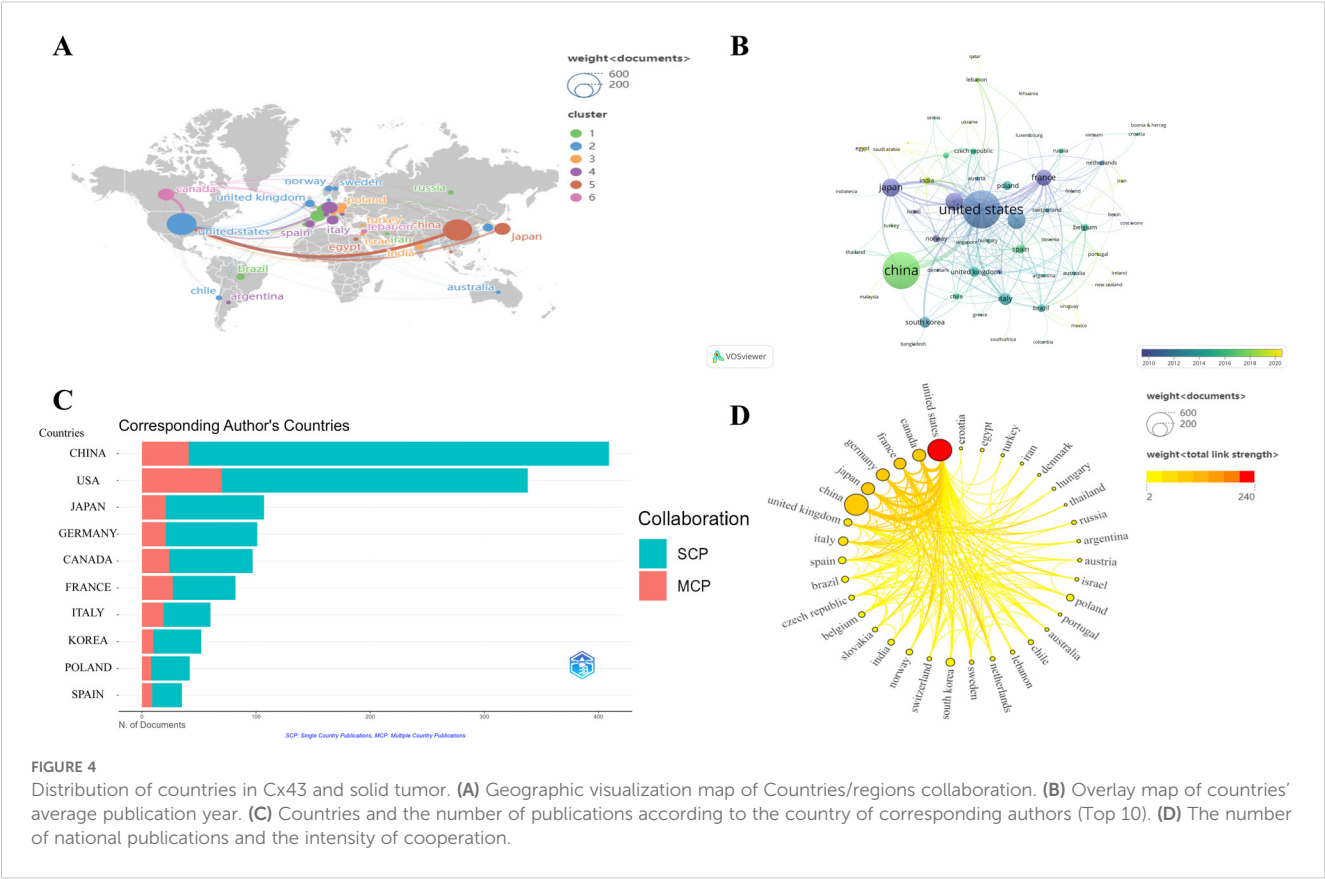 A
weight<documents>
600
200
cluster
1
2
3
4
5
6
canada
norway
sweden
russia
united kingdom
poland
united states
spain
italy
turkey
lebanon
china
israel
iran
egypt
india
japan
brazil
chile
argentina
australia
B
qatar
lebanon
lithuania
serbia
ukraine
luxembourg
vietnam
bosnia & herceg
croatia
egypt
saudi arabia
czech republic
russia
netherlands
india
austria
poland
france
iran
indonesia
japan
finland
israel
united states
switzerland
benin
cote ivoire
turkey
norway
singapore
hungary
slovenia
belgium
thailand
spain
portugal
china
denmark
united kingdom
argentina
australia
ireland
new zealand
malaysia
chile
italy
brazil
uruguay
greece
south korea
mexico
bangladesh
south africa
colombia
VOSviewer
2010 2012 2014 2016 2018 2020
C
Corresponding Author's Countries
Countries
CHINA
USA
JAPAN
GERMANY
CANADA
FRANCE
ITALY
KOREA
POLAND
SPAIN
0 100 200 300 400
N. of Documents
SCP: Single Country Publications, MCP: Multiple Country Publications
Collaboration
SCP
MCP
D
weight<documents>
600
200
weight<total link strength>
2 240
united states
croatia
egypt
turkey
iran
denmark
hungary
thailand
russia
argentina
austria
israel
poland
portugal
australia
chile
lebanon
netherlands
sweden
south korea
switzerland
norway
india
slovakia
belgium
czech republic
brazil
spain
italy
united kingdom
china
japan
germany
france
canada
FIGURE 4
Distribution of countries in Cx43 and solid tumor. (A) Geographic visualization map of Countries/regions collaboration. (B) Overlay map of countries’
average publication year. (C) Countries and the number of publications according to the country of corresponding authors (Top 10). (D) The number
of national publications and the intensity of cooperation.